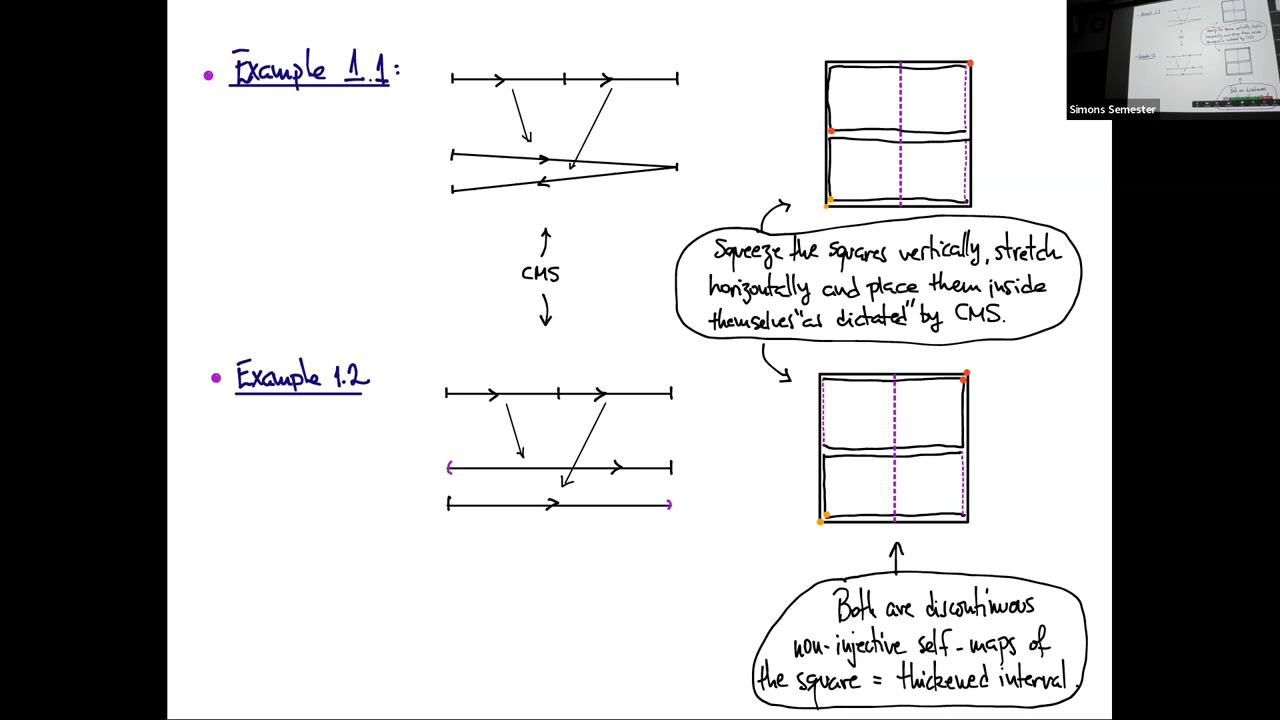 Example 1.1:
Simons Semester
CMS
Squeeze the squares vertically, stretch
horizontally and place them inside
themselves "as dictated" by CMS.
Example 1.2
Both are discontinuous
non-injective self-maps of
the square = thickened interval.